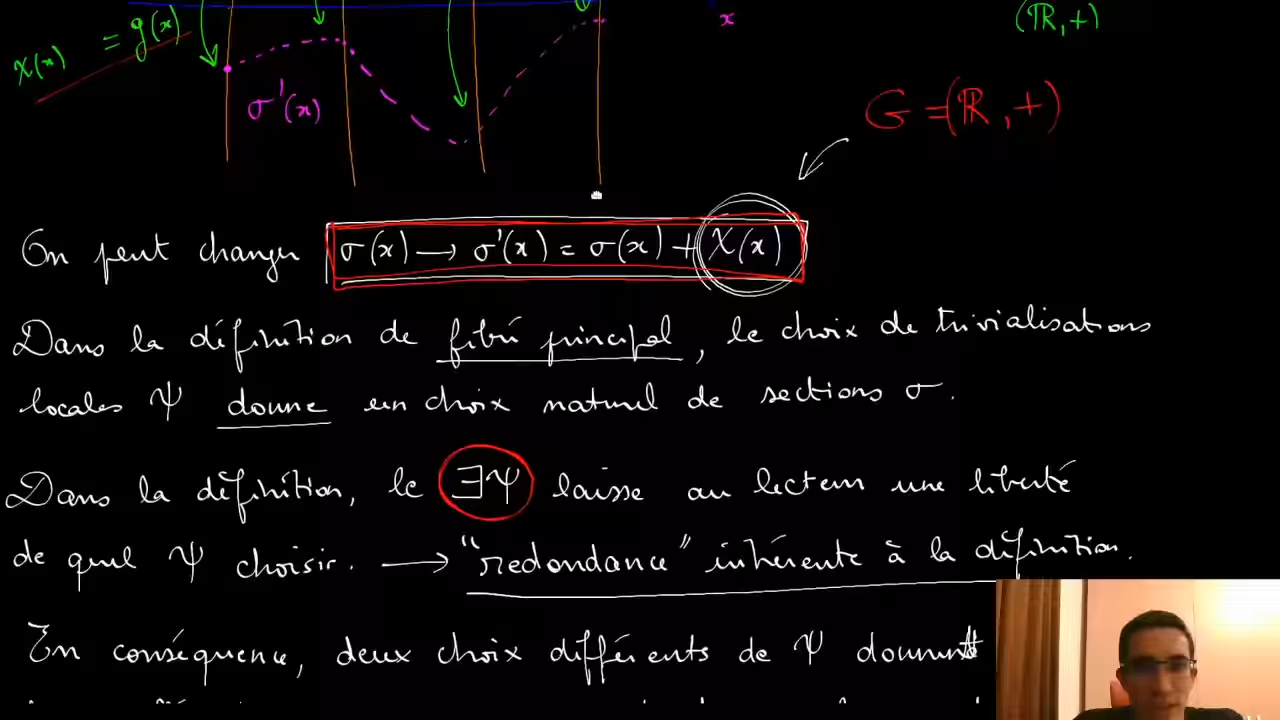 x
(ℝ, +)
χ(x) = g(x)
σ'(x)
G = (ℝ, +)
On peut changer σ(x) → σ'(x) = σ(x) + χ(x)
Dans la définition de fibré principal, le choix de trivialisations
locales Ψ donne un choix naturel de sections σ.
Dans la définition, le ∃Ψ laisse au lecteur une liberté
de quel Ψ choisir. → "redondance" inhérente à la définition.
En conséquence, deux choix différents de Ψ donnent